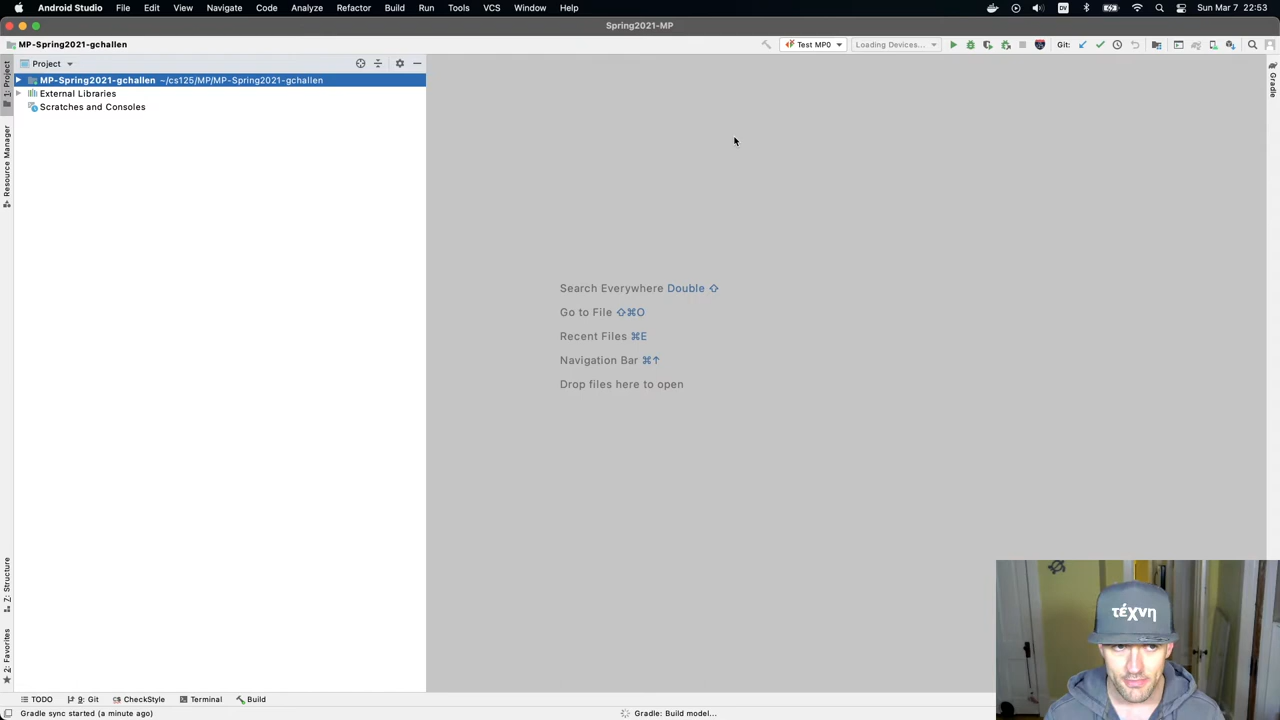 Android Studio File Edit View Navigate Code Analyze Refactor Build Run Tools VCS Window Help DV Sun Mar 7 22:53
Spring2021-MP
MP-Spring2021-gchallen Test MP0 Loading Devices... Git:
1: Project
Project
MP-Spring2021-gchallen ~/cs125/MP/MP-Spring2021-gchallen
External Libraries
Scratches and Consoles
Gradle
Resource Manager
Search Everywhere Double ⇧
Go to File ⇧⌘O
Recent Files ⌘E
Navigation Bar ⌘↑
Drop files here to open
Z: Structure
2: Favorites
τέχνη
TODO 9: Git CheckStyle Terminal Build
Gradle sync started (a minute ago) Gradle: Build model...